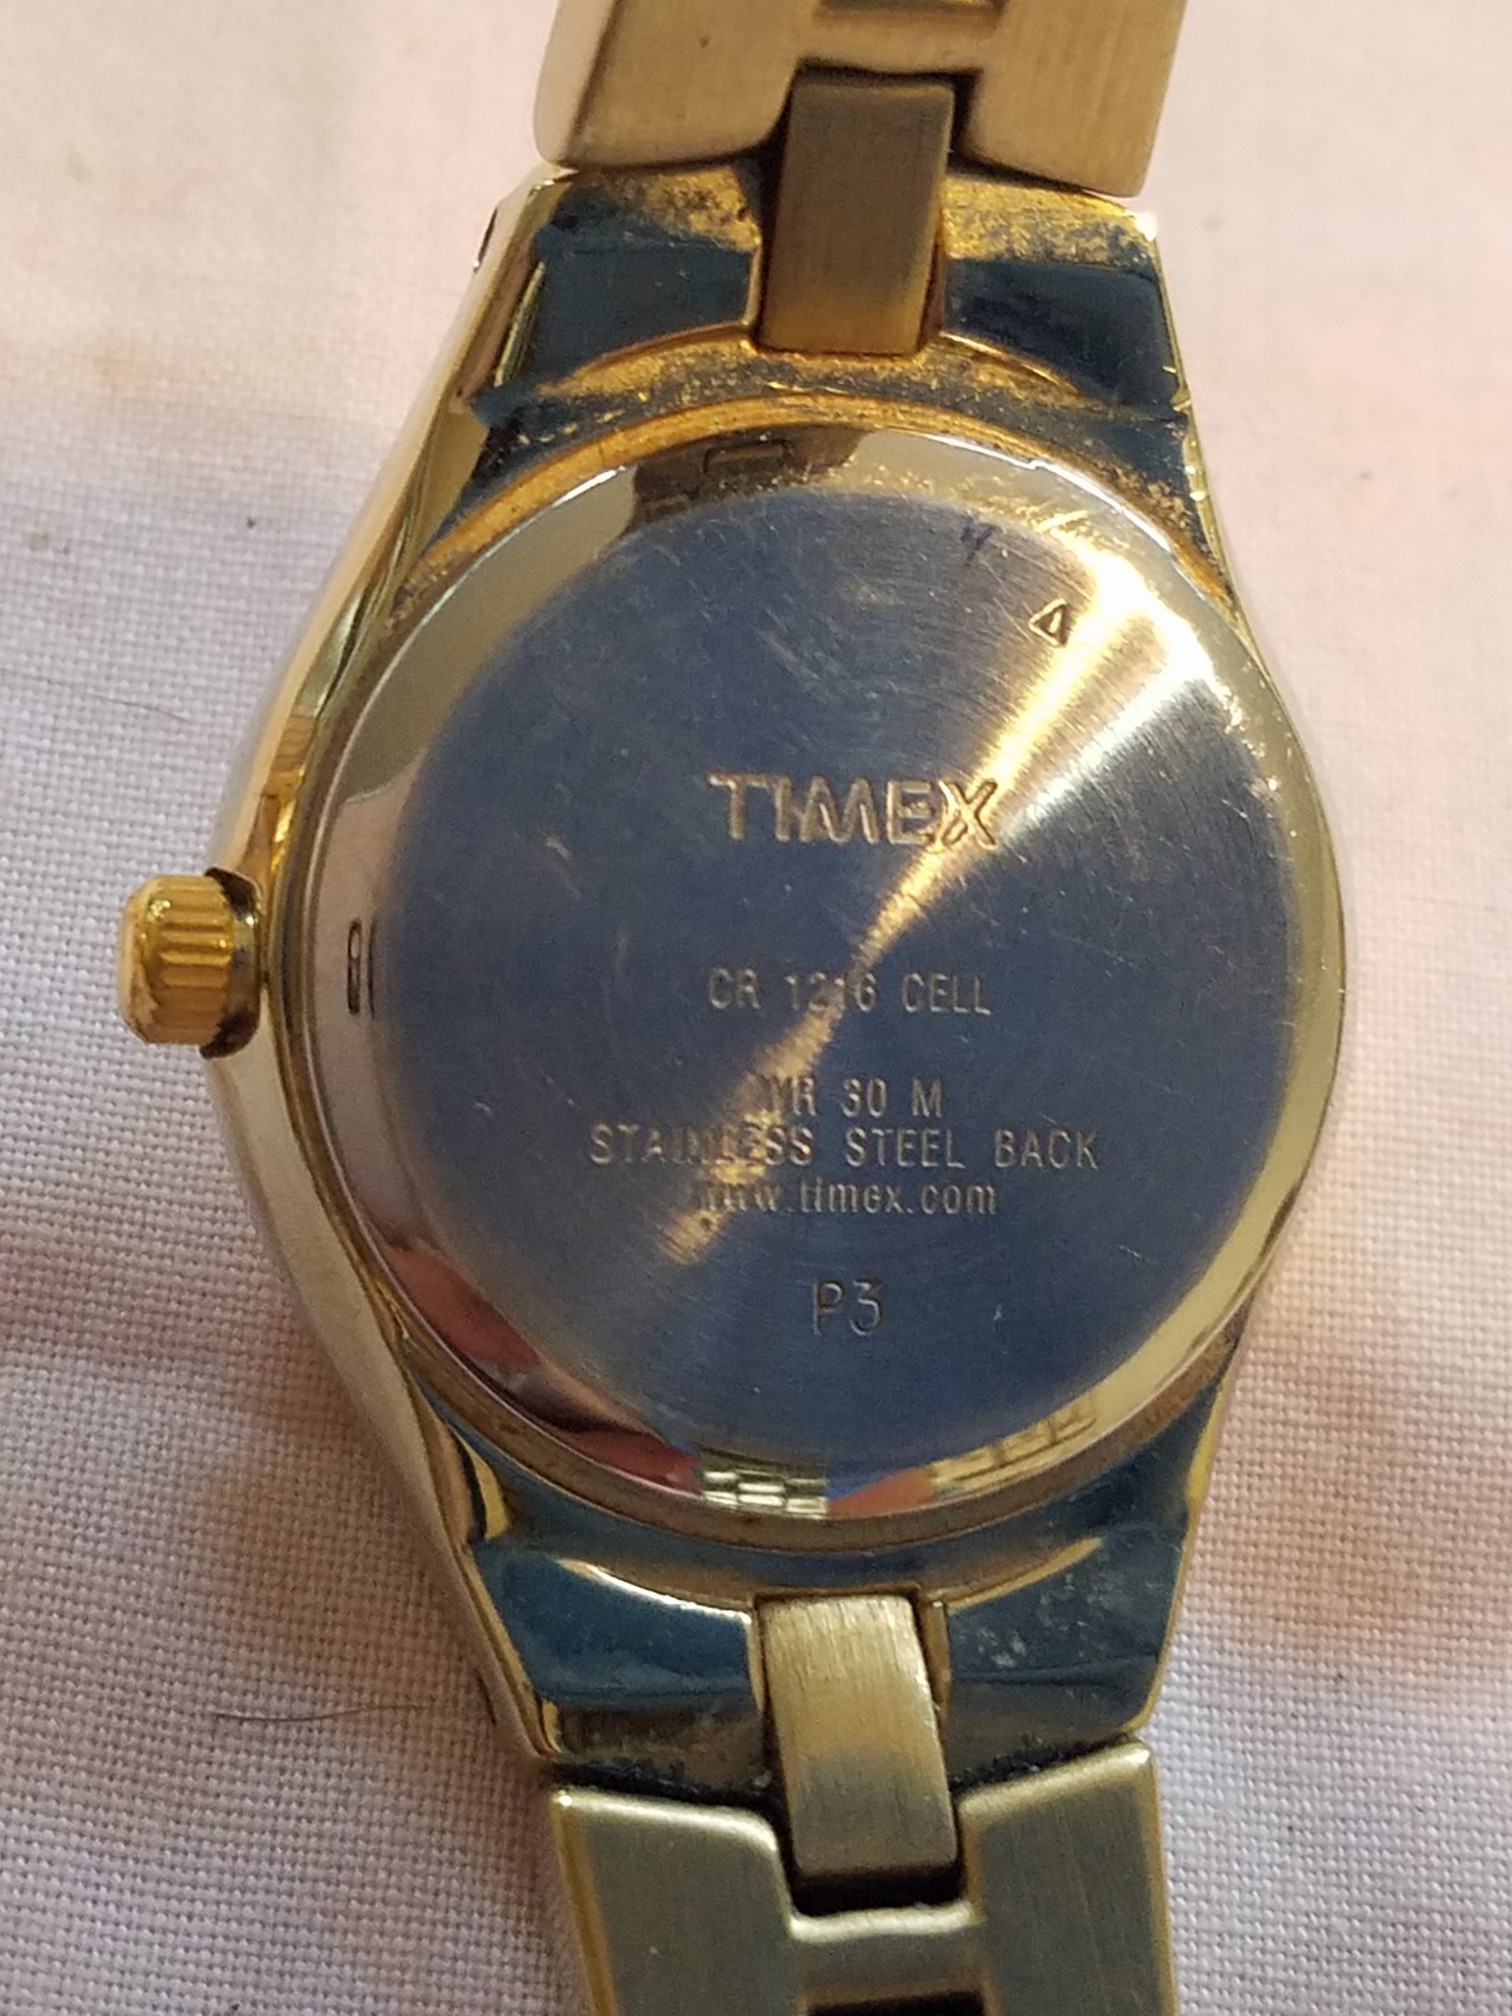 TIMEX
CR 1216 CELL
WR 30 M
STAINLESS STEEL BACK
www.timex.com
P3